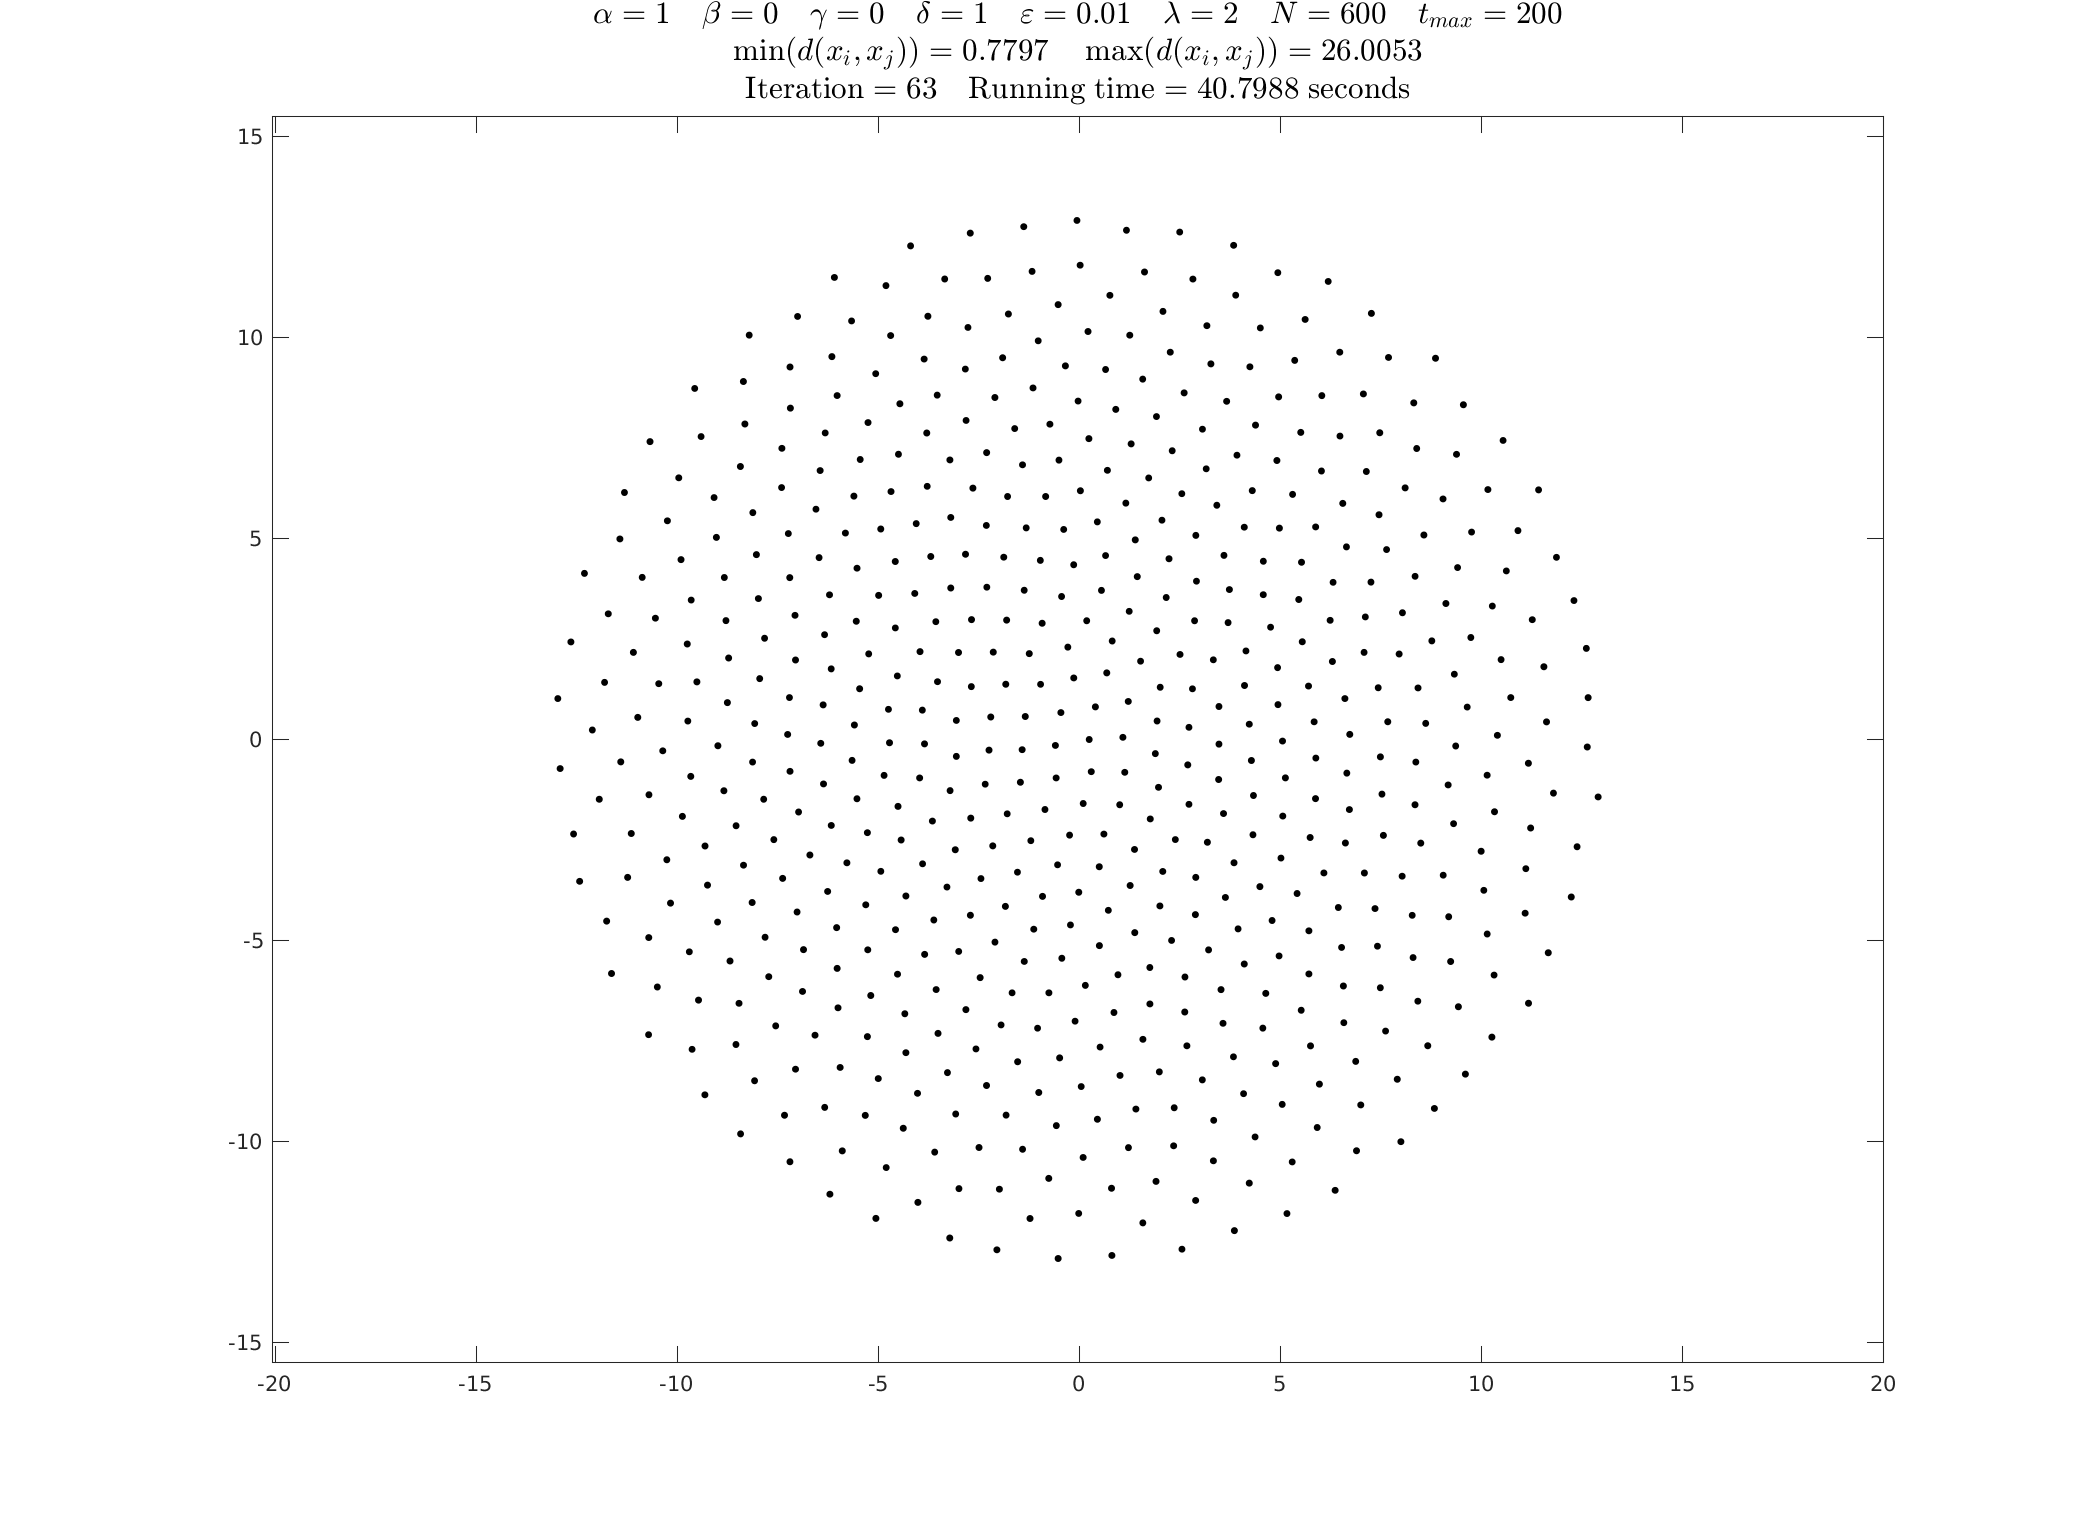 α = 1 β = 0 γ = 0 δ = 1 ε = 0.01 λ = 2 N = 600 t_max = 200
min(d(x_i, x_j)) = 0.7797 max(d(x_i, x_j)) = 26.0053
Iteration = 63 Running time = 40.7988 seconds
15
10
5
0
-5
-10
-15
-20 -15 -10 -5 0 5 10 15 20